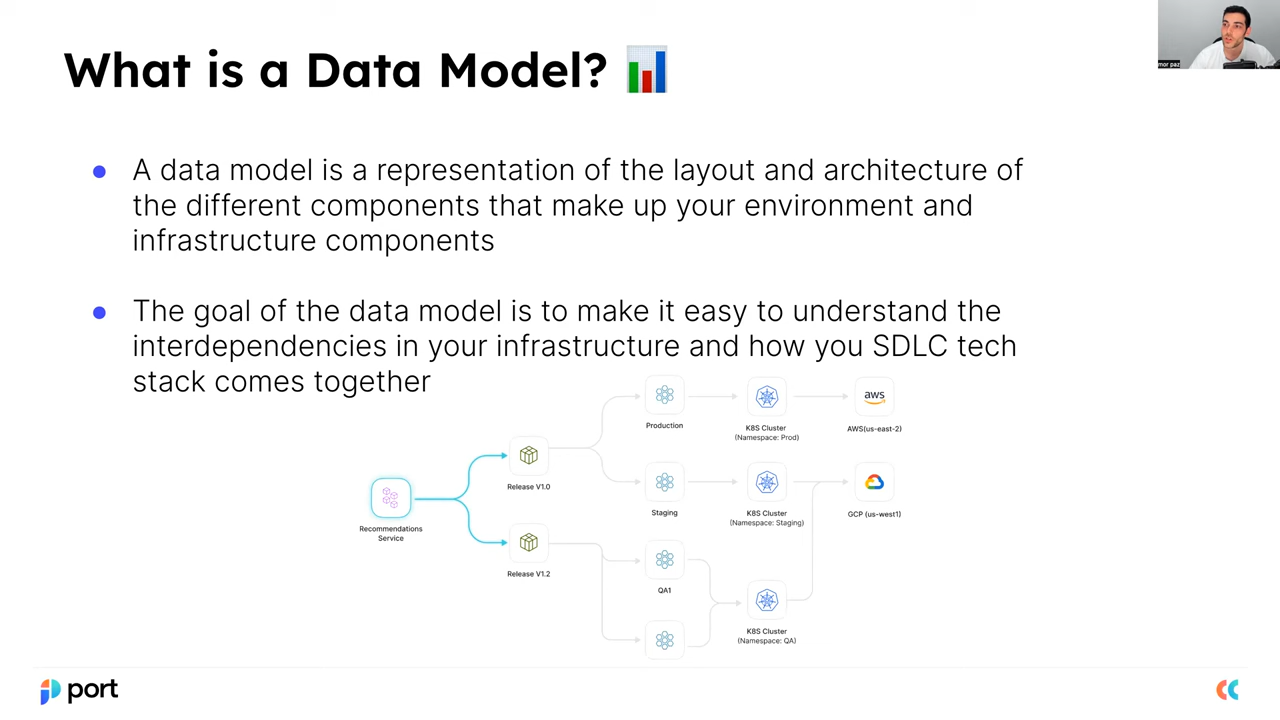 What is a Data Model?
mor paz
A data model is a representation of the layout and architecture of
the different components that make up your environment and
infrastructure components
The goal of the data model is to make it easy to understand the
interdependencies in your infrastructure and how you SDLC tech
stack comes together
Production
K8S Cluster
(Namespace: Prod)
aws
AWS(us-east-2)
Release V1.0
Staging
K8S Cluster
(Namespace: Staging)
GCP (us-west1)
Recommendations
Service
Release V1.2
QA1
K8S Cluster
(Namespace: QA)
port